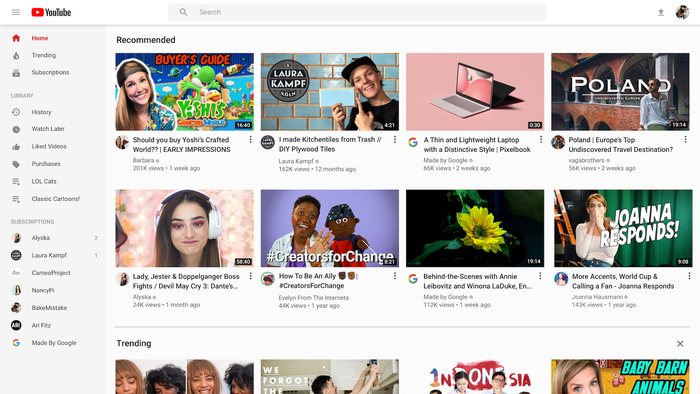 YouTube
Search
Home
Trending
Subscriptions
LIBRARY
History
Watch Later
Liked Videos
Purchases
LDL Cats
Classic Cartoons!
SUBSCRIPTIONS
Alyska 2
Laura Kampf 1
CameoProject
NancyPi
BakeMistake
ARI Ari Fitz
Made By Google
Recommended
BUYER'S GUIDE
YOSHI'S
CRAFTED WORLD
16:40
LAURA
KAMPF
KÖLN
4:21
0:30
POLAND
UNDISCOVERED EUROPE
19:14
Should you buy Yoshi's Crafted
World?? | EARLY IMPRESSIONS
Barbara
201K views • 1 week ago
I made Kitchentiles from Trash //
DIY Plywood Tiles
Laura Kampf
162K views • 12 months ago
A Thin and Lightweight Laptop
with a Distinctive Style | Pixelbook
Made by Google
66K views • 2 weeks ago
Poland | Europe's Top
Undiscovered Travel Destination?
vagabrothers
56K views • 2 weeks ago
58:40
#CreatorsforChange
8:21
19:14
JOANNA
RESPONDS!
9:08
Lady, Jester & Doppelganger Boss
Fights / Devil May Cry 3: Dante's...
Alyska
24K views • 1 month ago
How To Be An Ally ✊🏿✊🏾 |
#CreatorsForChange
Evelyn From The Internets
44K views • 1 year ago
Behind-the-Scenes with Annie
Leibovitz and Winona LaDuke, En...
Made by Google
112K views • 1 week ago
More Accents, World Cup &
Calling a Fan - Joanna Responds
Joanna Hausmann
143K views • 1 year ago
Trending
WE
FORGOT
THE
INDONESIA
BABY BARN
ANIMALS